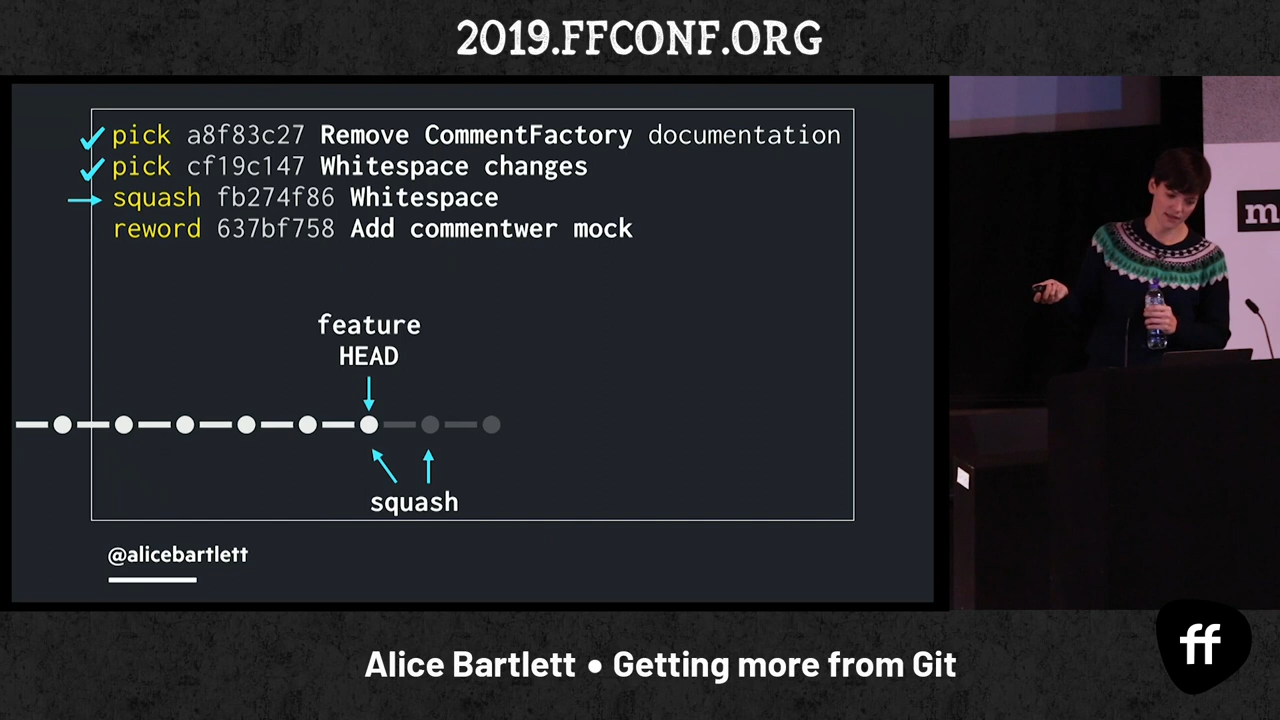 2019.FFCONF.ORG
pick a8f83c27 Remove CommentFactory documentation
pick cf19c147 Whitespace changes
squash fb274f86 Whitespace
reword 637bf758 Add commentwer mock
feature
HEAD
squash
@alicebartlett
m
ff
Alice Bartlett • Getting more from Git